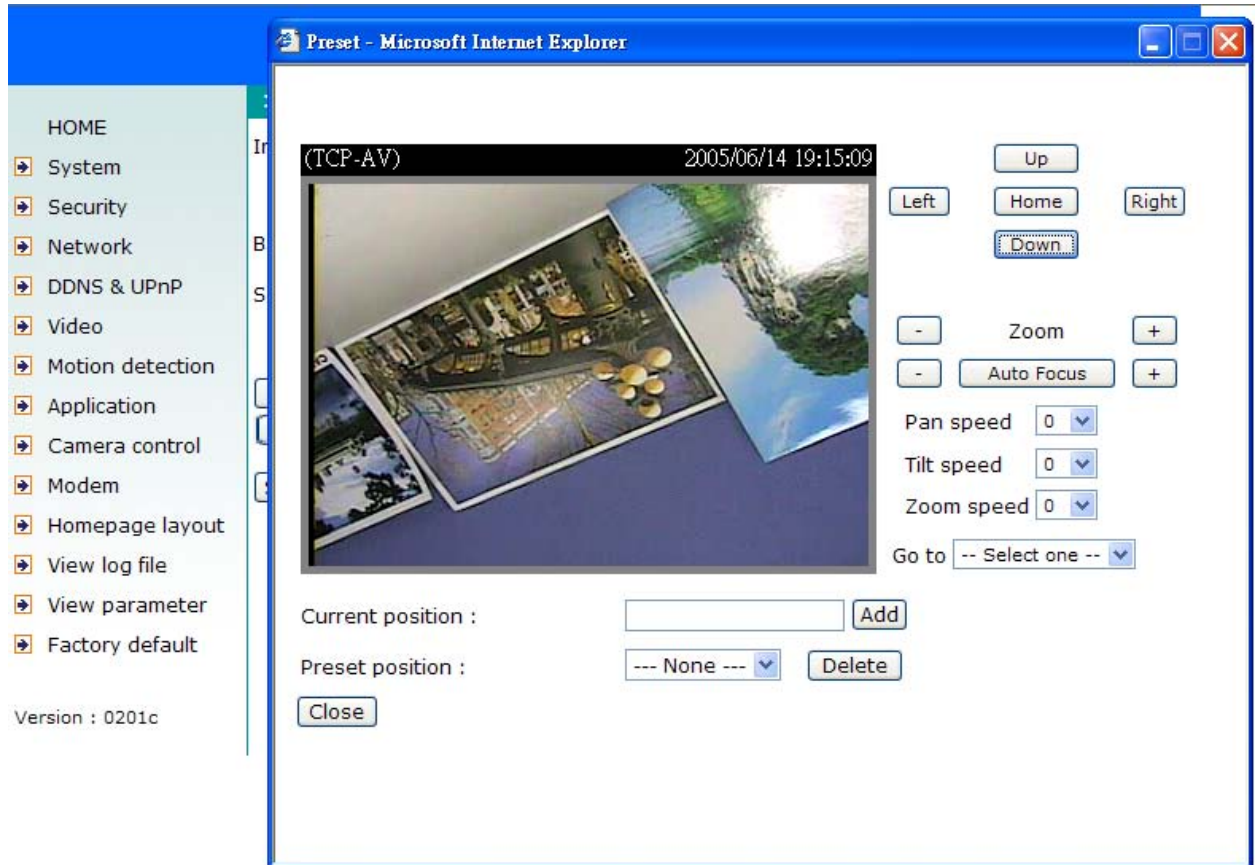 Preset - Microsoft Internet Explorer
HOME
System
Security
Network
DDNS & UPnP
Video
Motion detection
Application
Camera control
Modem
Homepage layout
View log file
View parameter
Factory default
Version : 0201c
(TCP-AV) 2005/06/14 19:15:09
Up
Left Home Right
Down
- Zoom +
- Auto Focus +
Pan speed 0
Tilt speed 0
Zoom speed 0
Go to -- Select one --
Current position : Add
Preset position : --- None --- Delete
Close